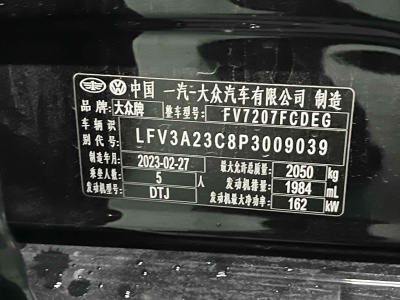 中国 一汽-大众汽车有限公司 制造
品牌: 大众牌 整车型号: FV7207FCDEG
车辆识别代号: LFV3A23C8P3009039
制造年月: 2023-02-27 最大允许总质量: 2050 kg
乘坐人数: 5 人 发动机排量: 1984 mL
发动机型号: DTJ 发动机最大净功率: 162 kW